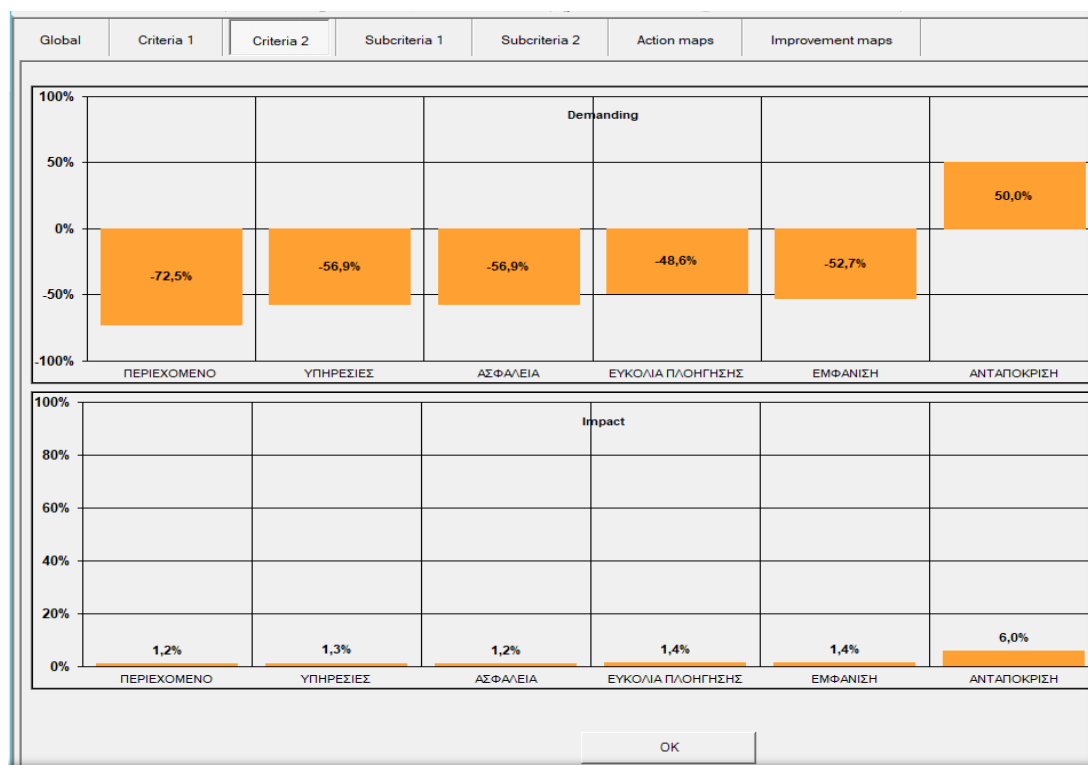 Global Criteria 1 Criteria 2 Subcriteria 1 Subcriteria 2 Action maps Improvement maps
Demanding
100%
50%
0%
-50%
-100%
-72,5% -56,9% -56,9% -48,6% -52,7% 50,0%
ΠΕΡΙΕΧΟΜΕΝΟ ΥΠΗΡΕΣΙΕΣ ΑΣΦΑΛΕΙΑ ΕΥΚΟΛΙΑ ΠΛΟΗΓΗΣΗΣ ΕΜΦΑΝΙΣΗ ΑΝΤΑΠΟΚΡΙΣΗ
Impact
100%
80%
60%
40%
20%
0%
1,2% 1,3% 1,2% 1,4% 1,4% 6,0%
ΠΕΡΙΕΧΟΜΕΝΟ ΥΠΗΡΕΣΙΕΣ ΑΣΦΑΛΕΙΑ ΕΥΚΟΛΙΑ ΠΛΟΗΓΗΣΗΣ ΕΜΦΑΝΙΣΗ ΑΝΤΑΠΟΚΡΙΣΗ
OK